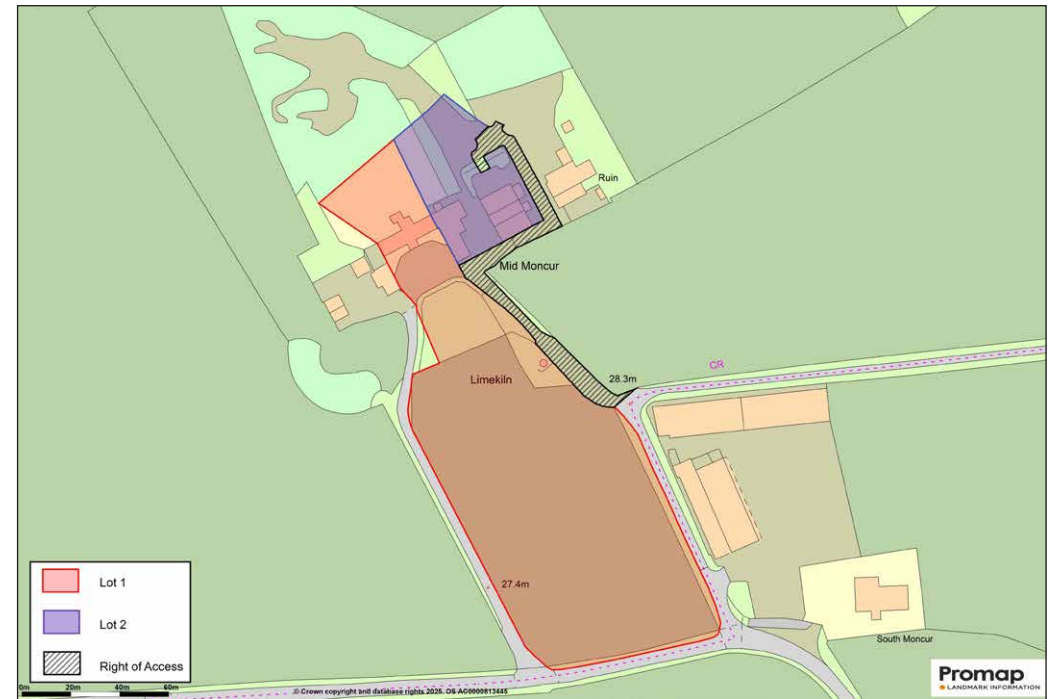 Ruin
Mid Moncur
CR
28.3m
Limekiln
27.4m
South Moncur
Lot 1
Lot 2
Right of Access
0m 20m 40m 60m
© Crown copyright and database rights 2025. OS AC0000813445
Promap
LANDMARK INFORMATION